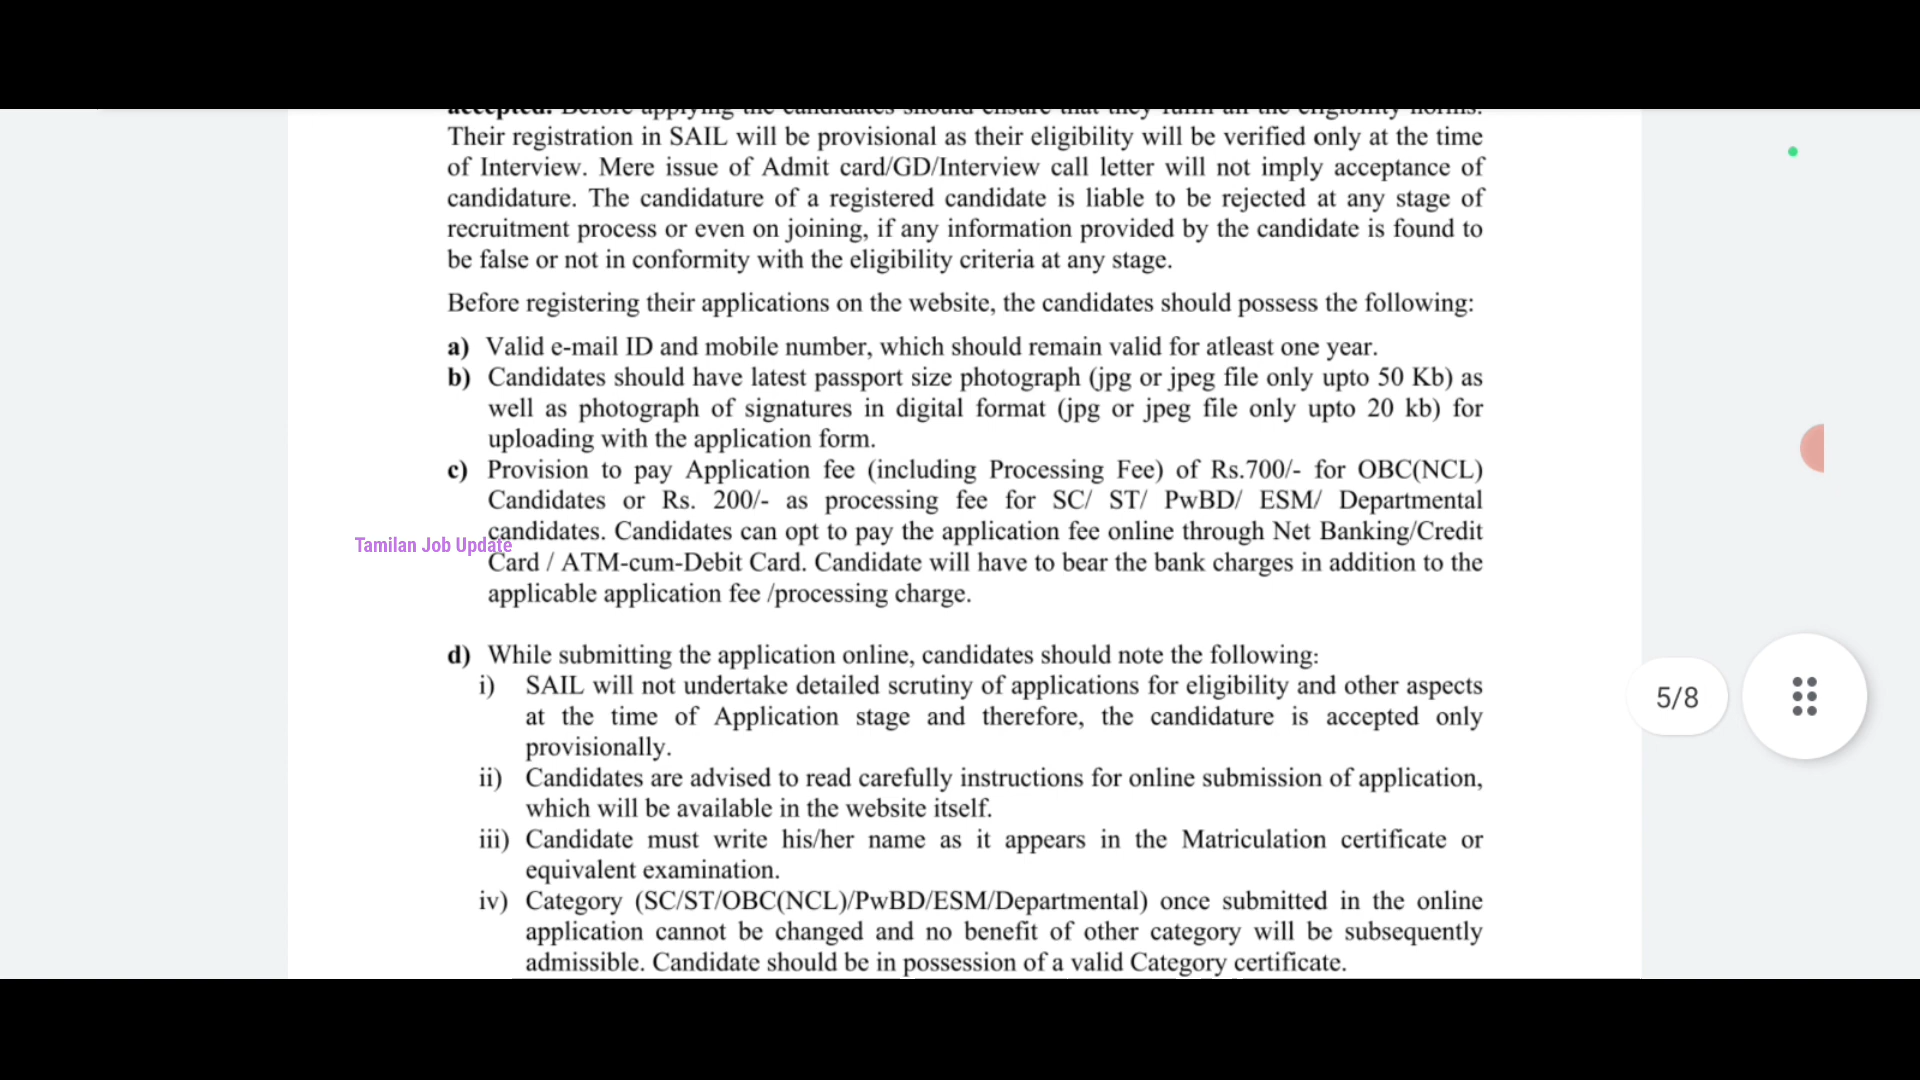 accepted. Before applying the candidates should ensure that they fulfil all the eligibility norms.
Their registration in SAIL will be provisional as their eligibility will be verified only at the time
of Interview. Mere issue of Admit card/GD/Interview call letter will not imply acceptance of
candidature. The candidature of a registered candidate is liable to be rejected at any stage of
recruitment process or even on joining, if any information provided by the candidate is found to
be false or not in conformity with the eligibility criteria at any stage.
Before registering their applications on the website, the candidates should possess the following:
a) Valid e-mail ID and mobile number, which should remain valid for atleast one year.
b) Candidates should have latest passport size photograph (jpg or jpeg file only upto 50 Kb) as
well as photograph of signatures in digital format (jpg or jpeg file only upto 20 kb) for
uploading with the application form.
c) Provision to pay Application fee (including Processing Fee) of Rs.700/- for OBC(NCL)
Candidates or Rs. 200/- as processing fee for SC/ ST/ PwBD/ ESM/ Departmental
candidates. Candidates can opt to pay the application fee online through Net Banking/Credit
Tamilan Job Update
Card / ATM-cum-Debit Card. Candidate will have to bear the bank charges in addition to the
applicable application fee /processing charge.
d) While submitting the application online, candidates should note the following:
i) SAIL will not undertake detailed scrutiny of applications for eligibility and other aspects
at the time of Application stage and therefore, the candidature is accepted only
provisionally.
5/8
ii) Candidates are advised to read carefully instructions for online submission of application,
which will be available in the website itself.
iii) Candidate must write his/her name as it appears in the Matriculation certificate or
equivalent examination.
iv) Category (SC/ST/OBC(NCL)/PwBD/ESM/Departmental) once submitted in the online
application cannot be changed and no benefit of other category will be subsequently
admissible. Candidate should be in possession of a valid Category certificate.